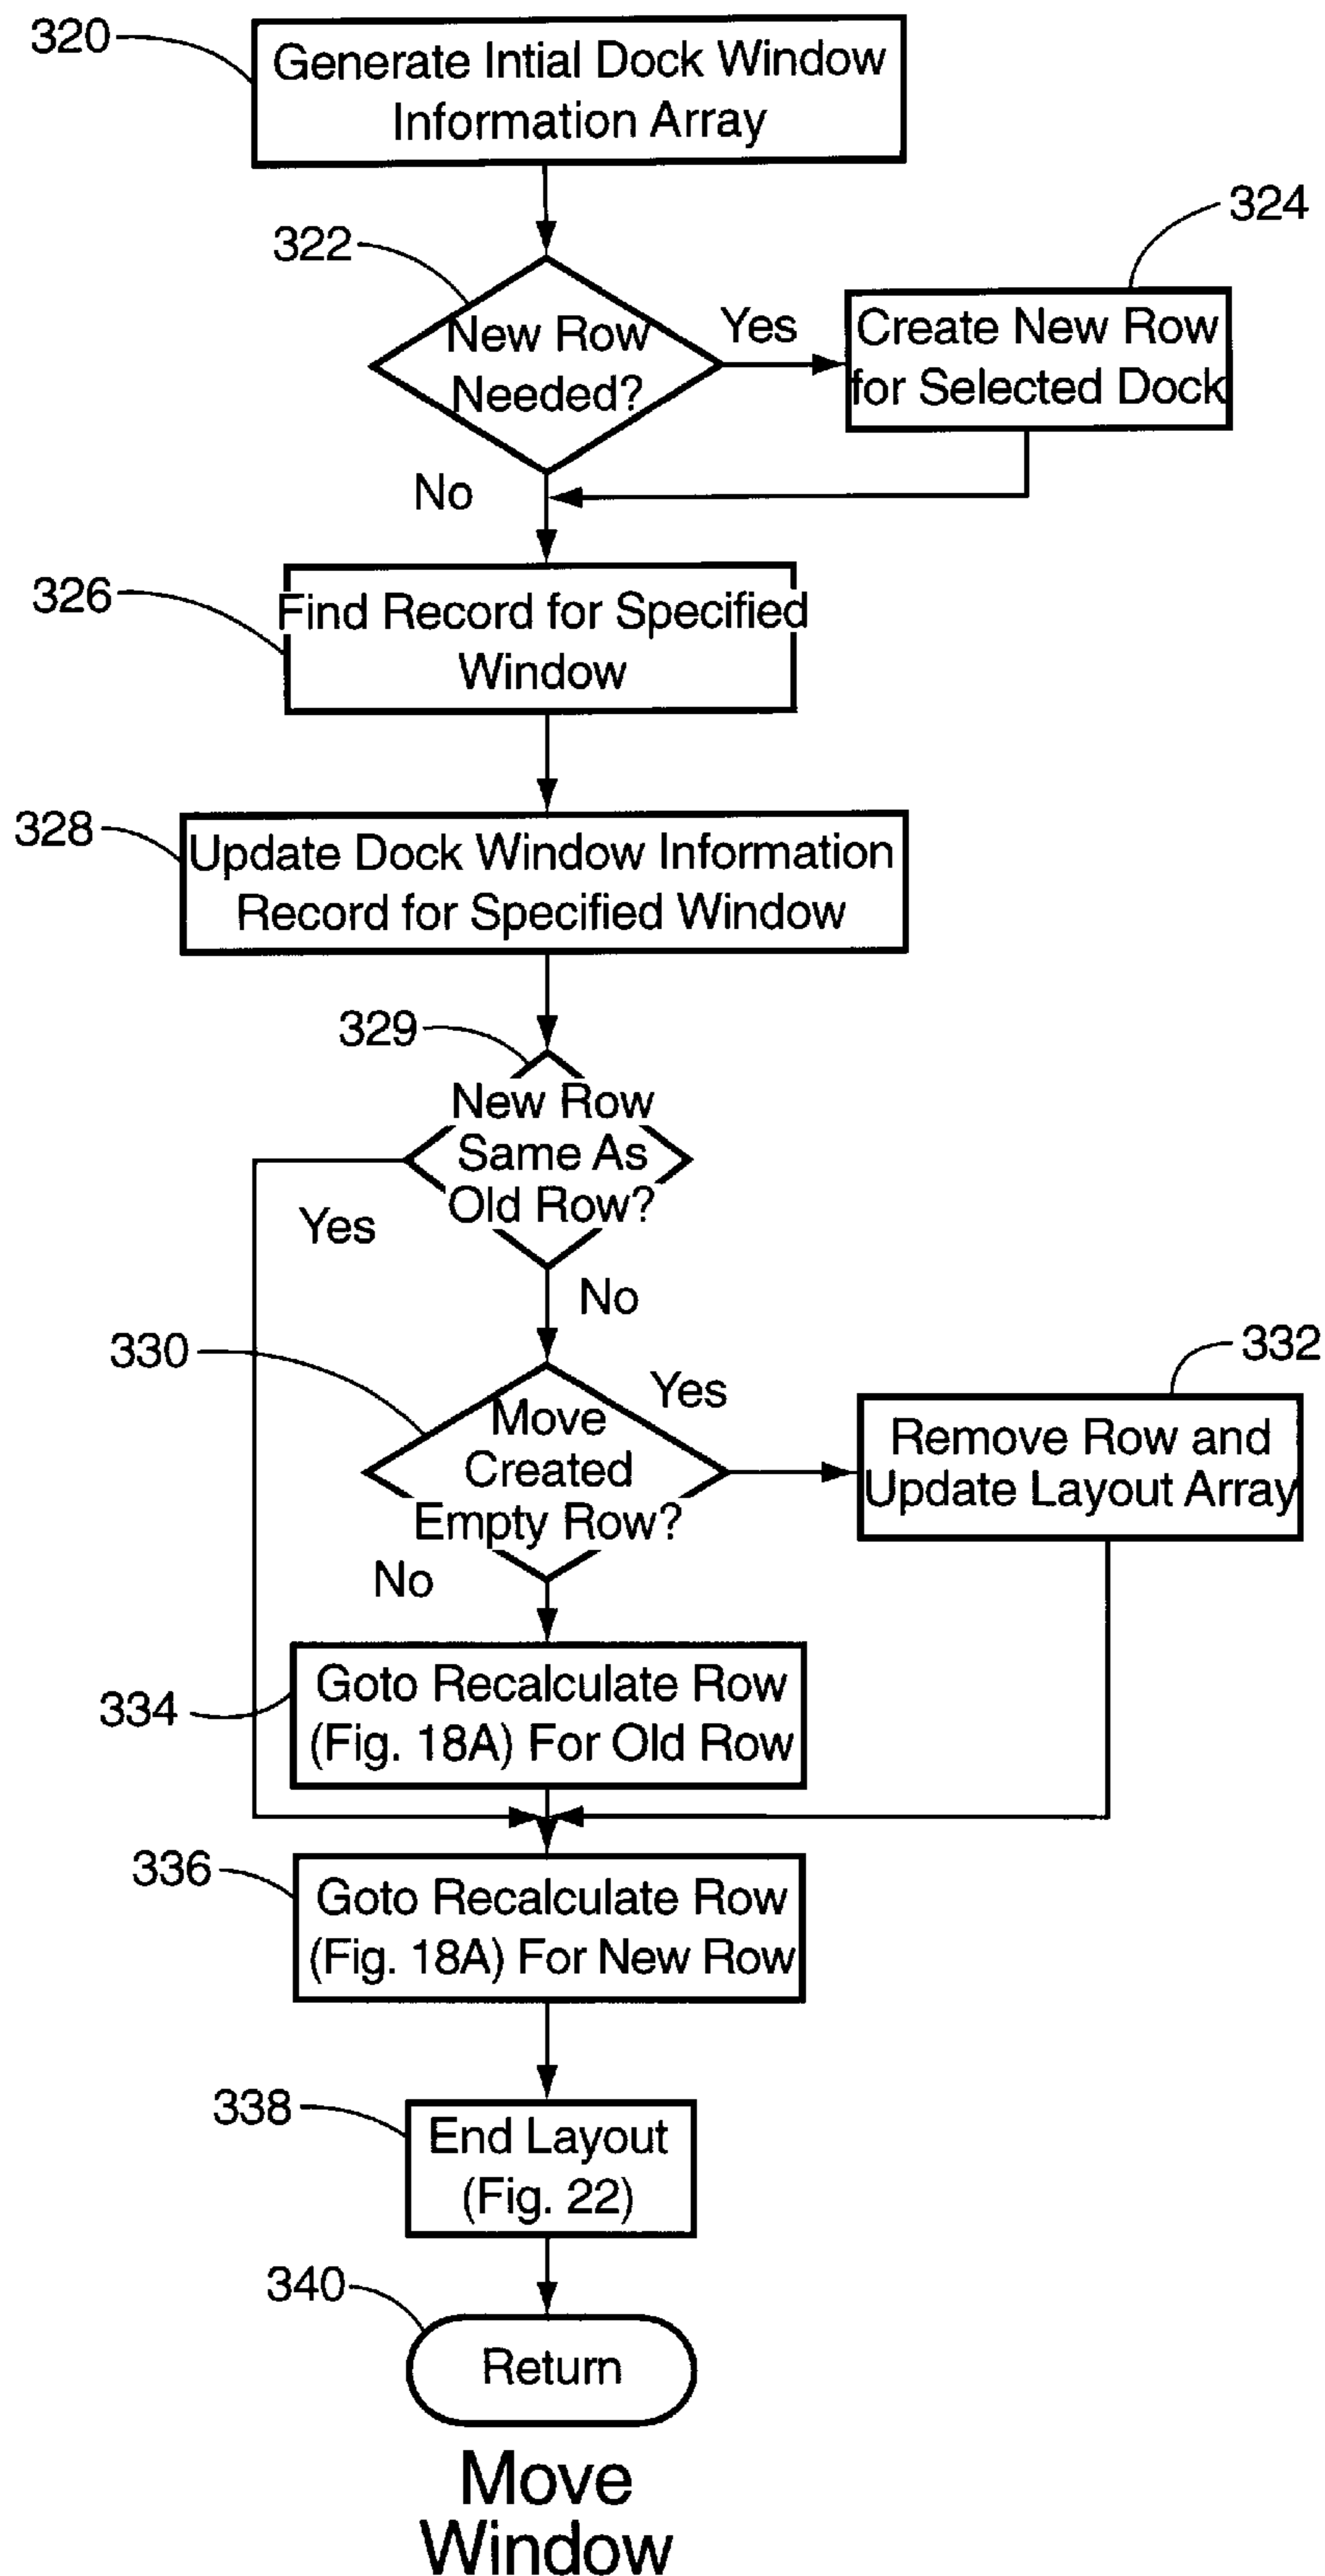 320
Generate Intial Dock Window
Information Array
324
322
New Row
Needed?
Yes
Create New Row
for Selected Dock
No
326
Find Record for Specified
Window
328
Update Dock Window Information
Record for Specified Window
329
New Row
Same As
Old Row?
Yes
No
330
332
Move
Created
Empty Row?
Yes
Remove Row and
Update Layout Array
No
334
Goto Recalculate Row
(Fig. 18A) For Old Row
336
Goto Recalculate Row
(Fig. 18A) For New Row
338
End Layout
(Fig. 22)
340
Return
Move
Window